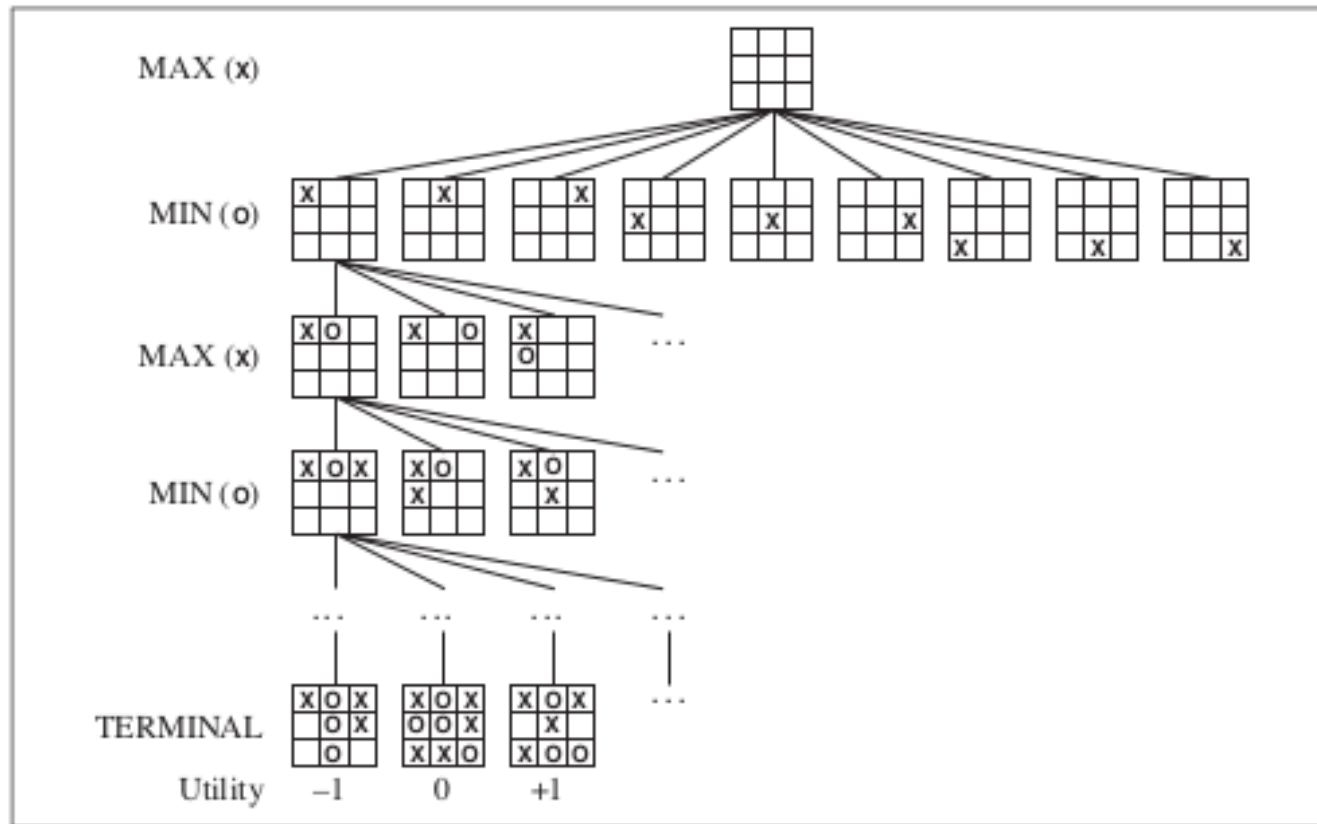 MAX (X)
X X X X X X X X X
MIN (O)
X O X O X
MAX (X) ...
O
X O X X O X O
MIN (O) ...
X X
... ... ... ...
X O X X O X X O X
...
TERMINAL O X O O X X
O X X O X O O
Utility –1 0 +1